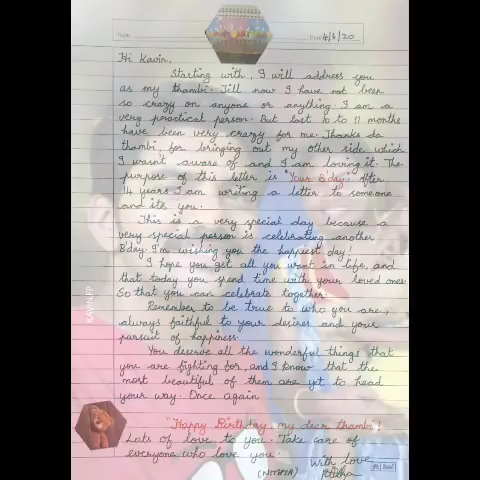 Topic
Date 4/6/20
Hi Kavin,
Starting with, I will address you
as my thambi. Till now I have not been
so crazy on anyone or anything. I am a
very practical person. But last 10 to 11 months
have been very crazy for me. Thanks da
thambi, for bringing out my other side which
I wasn't aware of and I am loving it. The
purpose of this letter is "Your B'day". After
14 years I am writing a letter to someone
and its you.
This is a very special day because a
very special person is celebrating another
B'day. I'm wishing you the happiest day!
I hope you get all you want in life, and
that today you spend time with your loved ones.
So that you can celebrate together.
Remember to be true to who you are,
always faithful to your desires and your
pursuit of happiness.
You deserve all the wonderful things that
you are fighting for, and I know that the
most beautiful of them are yet to head
your way. Once again
"Happy Birthday, my dear thambi"!
Lots of love to you. Take care of
everyone who love you.
With love
KAVIN.FP